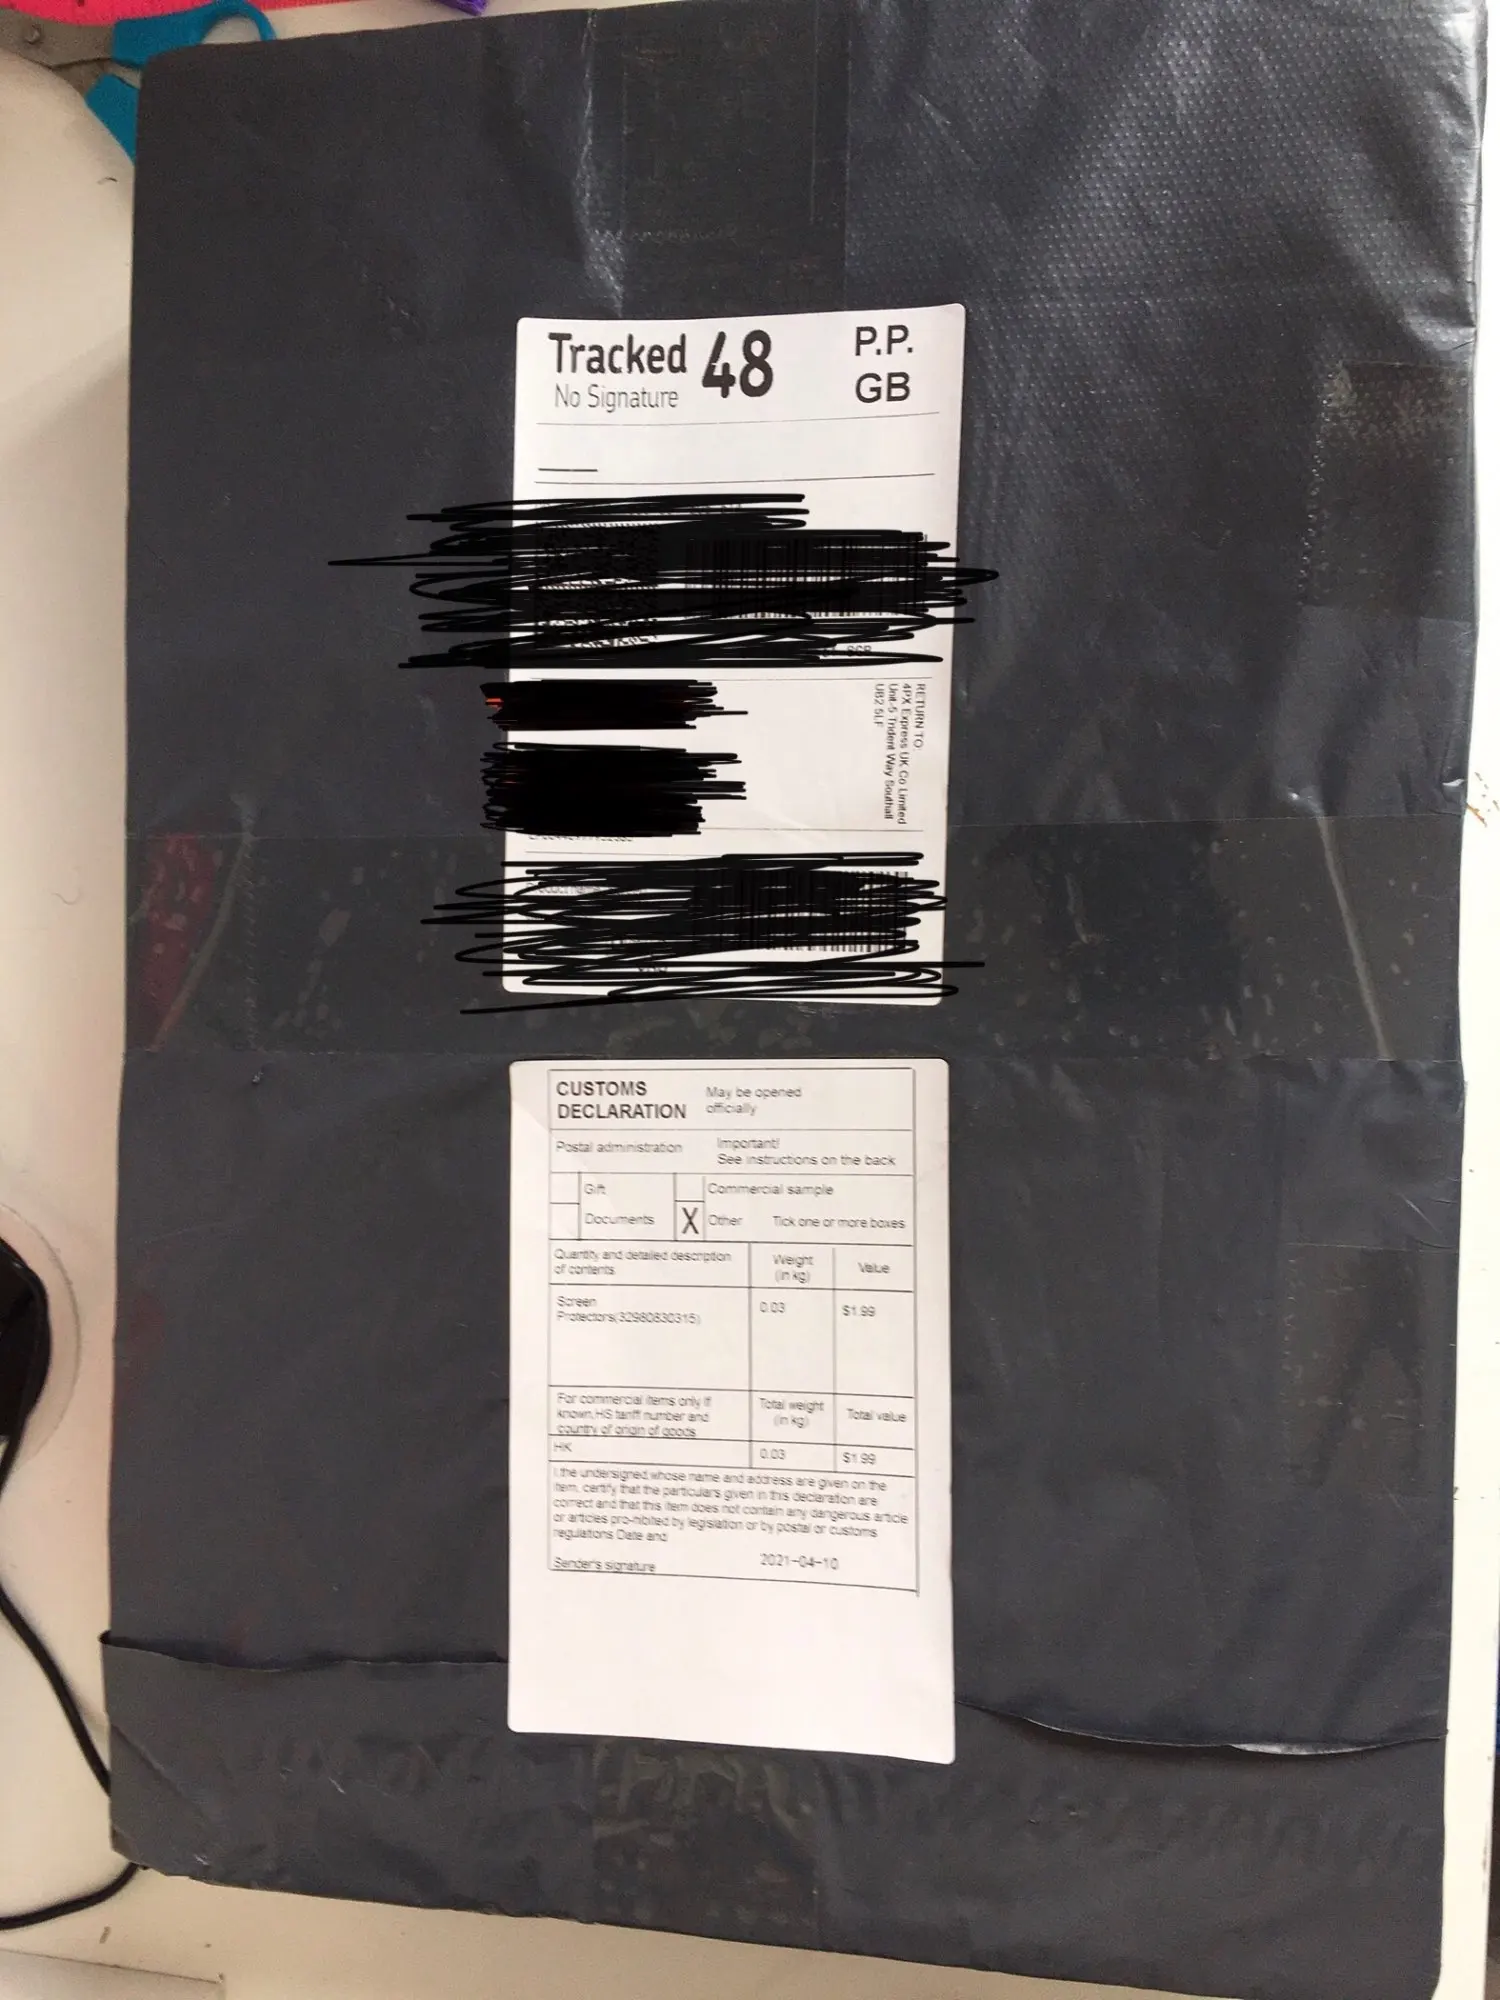 Tracked 48
No Signature
P.P.
GB
RETURN TO:
4PX Express UK Co Limited
Unit-5 Trident Way Southall
UB2 5LF
CUSTOMS
DECLARATION
May be opened
officially
Postal administration
Important!
See instructions on the back
Gift
Commercial sample
Documents
X
Other
Tick one or more boxes
Quantity and detailed description
of contents
Weight
(in kg)
Value
Screen
Protectors(32980830315)
0.03
$1.99
For commercial items only if
known,HS tariff number and
country of origin of goods
Total weight
(in kg)
Total value
HK
0.03
$1.99
I,the undersigned,whose name and address are given on the
item, certify that the particulars given in this declaration are
correct and that this item does not contain any dangerous article
or articles pro-hibited by legislation or by postal or customs
regulations Date and
Sender's signature
2021-04-10